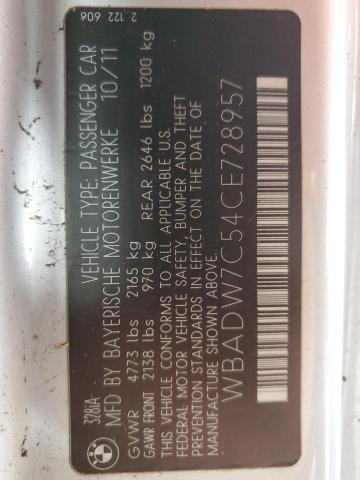 328iA
2 122 606
VEHICLE TYPE: PASSENGER CAR
MFD BY BAYERISCHE MOTORENWERKE 10/11
GVWR 4773 lbs 2165 kg
GAWR FRONT 2138 lbs 970 kg REAR 2646 lbs 1200 kg
THIS VEHICLE CONFORMS TO ALL APPLICABLE U.S.
FEDERAL MOTOR VEHICLE SAFETY, BUMPER AND THEFT
PREVENTION STANDARDS IN EFFECT ON THE DATE OF
MANUFACTURE SHOWN ABOVE.
WBADW7C54CE728957